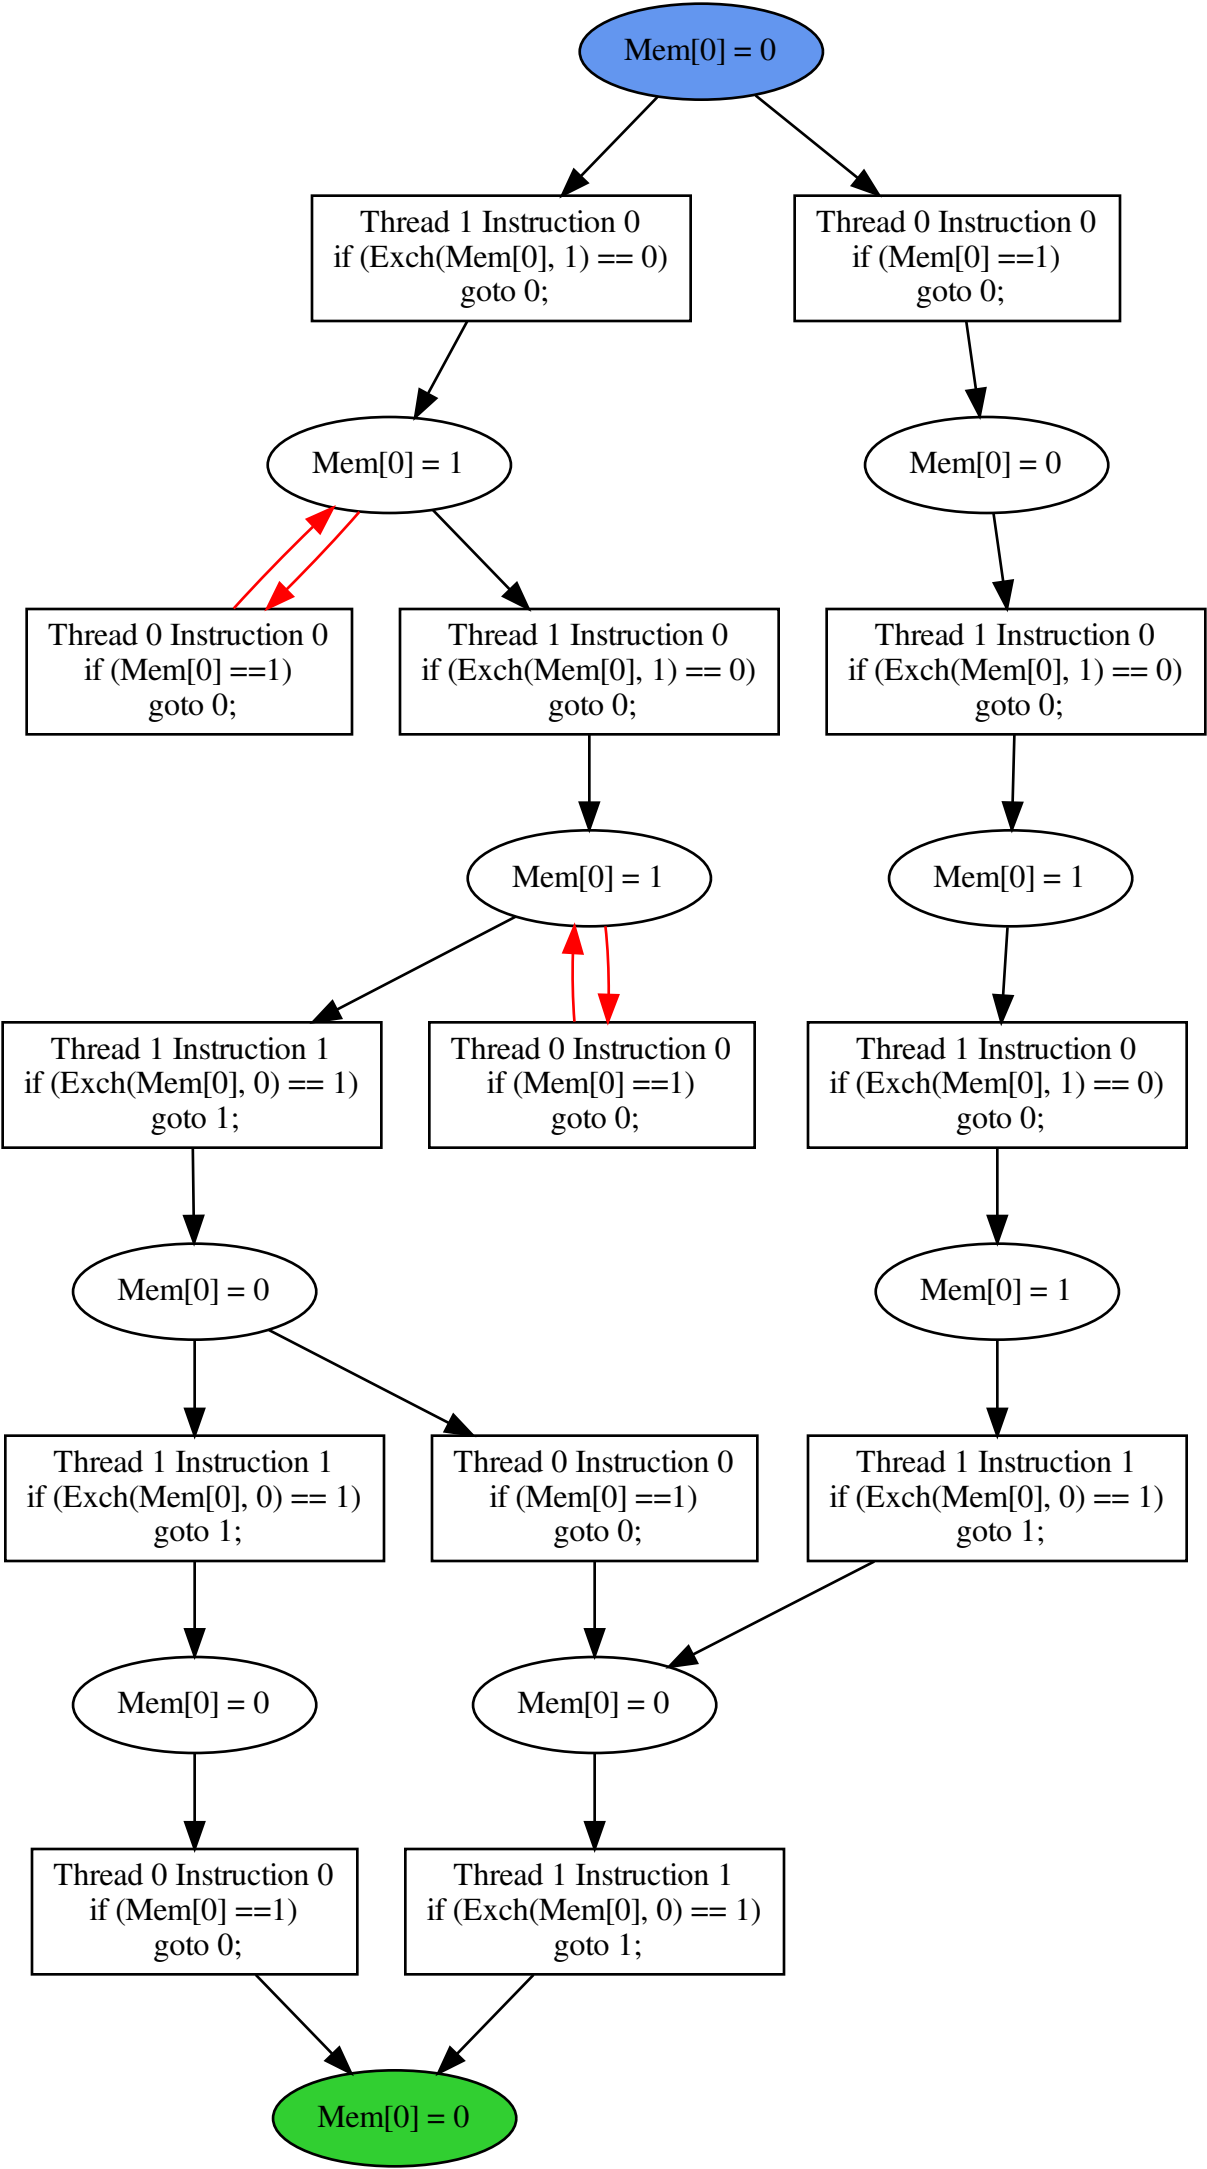 Mem[0] = 0
Thread 1 Instruction 0
if (Exch(Mem[0], 1) == 0)
goto 0;
Thread 0 Instruction 0
if (Mem[0] ==1)
goto 0;
Mem[0] = 1
Mem[0] = 0
Thread 0 Instruction 0
if (Mem[0] ==1)
goto 0;
Thread 1 Instruction 0
if (Exch(Mem[0], 1) == 0)
goto 0;
Thread 1 Instruction 0
if (Exch(Mem[0], 1) == 0)
goto 0;
Mem[0] = 1
Mem[0] = 1
Thread 1 Instruction 1
if (Exch(Mem[0], 0) == 1)
goto 1;
Thread 0 Instruction 0
if (Mem[0] ==1)
goto 0;
Thread 1 Instruction 0
if (Exch(Mem[0], 1) == 0)
goto 0;
Mem[0] = 0
Mem[0] = 1
Thread 1 Instruction 1
if (Exch(Mem[0], 0) == 1)
goto 1;
Thread 0 Instruction 0
if (Mem[0] ==1)
goto 0;
Thread 1 Instruction 1
if (Exch(Mem[0], 0) == 1)
goto 1;
Mem[0] = 0
Mem[0] = 0
Thread 0 Instruction 0
if (Mem[0] ==1)
goto 0;
Thread 1 Instruction 1
if (Exch(Mem[0], 0) == 1)
goto 1;
Mem[0] = 0